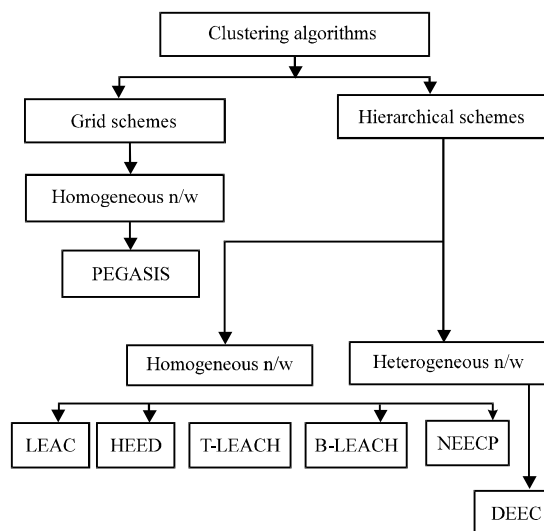 Clustering algorithms
Grid schemes
Hierarchical schemes
Homogeneous n/w
PEGASIS
Homogeneous n/w
Heterogeneous n/w
LEAC
HEED
T-LEACH
B-LEACH
NEECP
DEEC